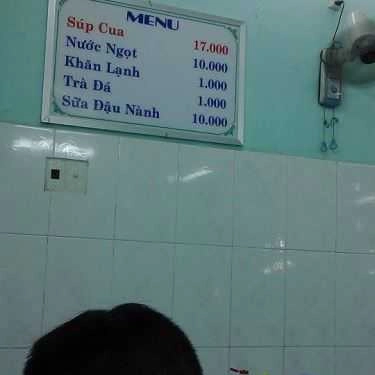 MENU
Súp Cua 17.000
Nước Ngọt 10.000
Khăn Lạnh 1.000
Trà Đá 1.000
Sữa Đậu Nành 10.000